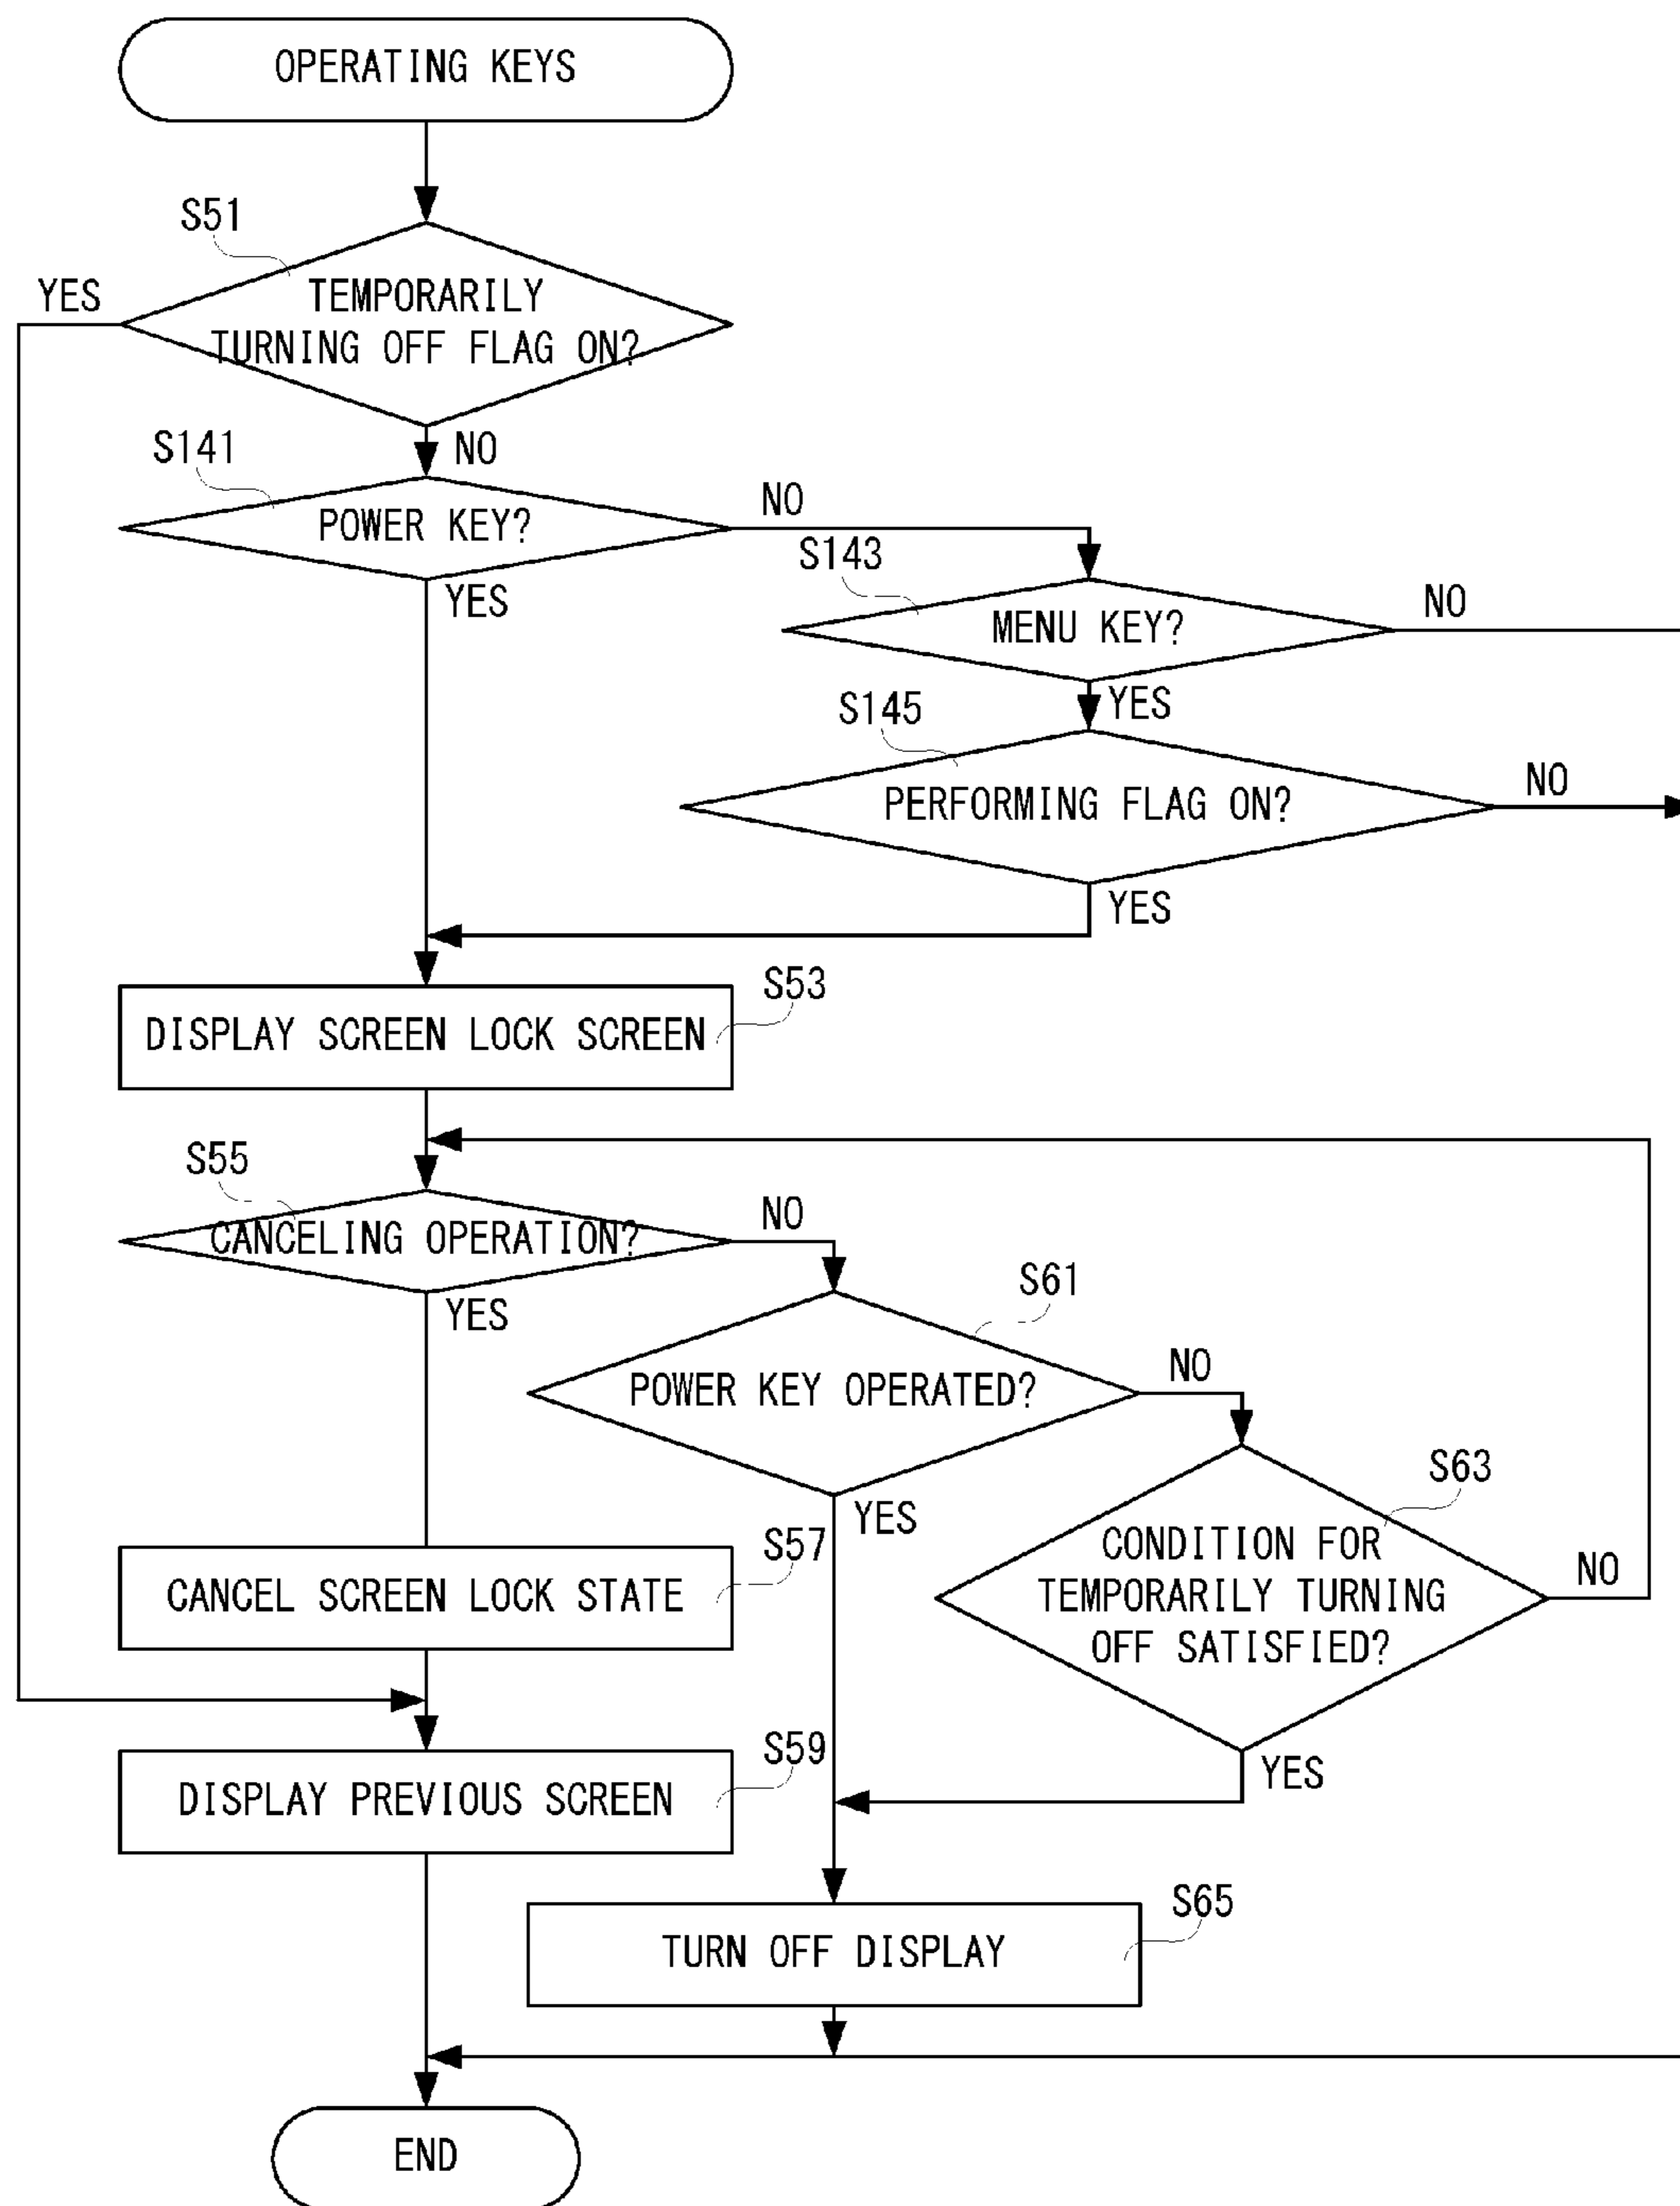 OPERATING KEYS
S51
YES
TEMPORARILY
TURNING OFF FLAG ON?
NO
S141
POWER KEY?
NO
YES
S143
MENU KEY?
NO
YES
S145
PERFORMING FLAG ON?
NO
YES
S53
DISPLAY SCREEN LOCK SCREEN
S55
CANCELING OPERATION?
NO
YES
S61
POWER KEY OPERATED?
NO
YES
S63
CONDITION FOR
TEMPORARILY TURNING
OFF SATISFIED?
NO
YES
S57
CANCEL SCREEN LOCK STATE
S59
DISPLAY PREVIOUS SCREEN
S65
TURN OFF DISPLAY
END